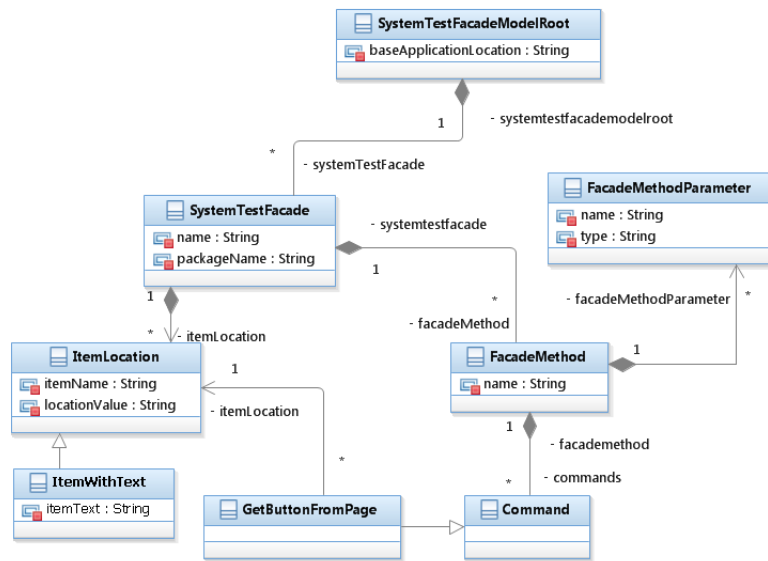 SystemTestFacadeModelRoot
baseApplicationLocation : String
1
- systemtestfacademodelroot
*
- systemTestFacade
FacadeMethodParameter
name : String
type : String
SystemTestFacade
name : String
packageName : String
- systemtestfacade
1
1
*
- facadeMethodParameter
*
- facadeMethod
*
- itemLocation
ItemLocation
itemName : String
locationValue : String
1
- itemLocation
FacadeMethod
name : String
1
1
- facademethod
*
- commands
*
ItemWithText
itemText : String
GetButtonFromPage
Command